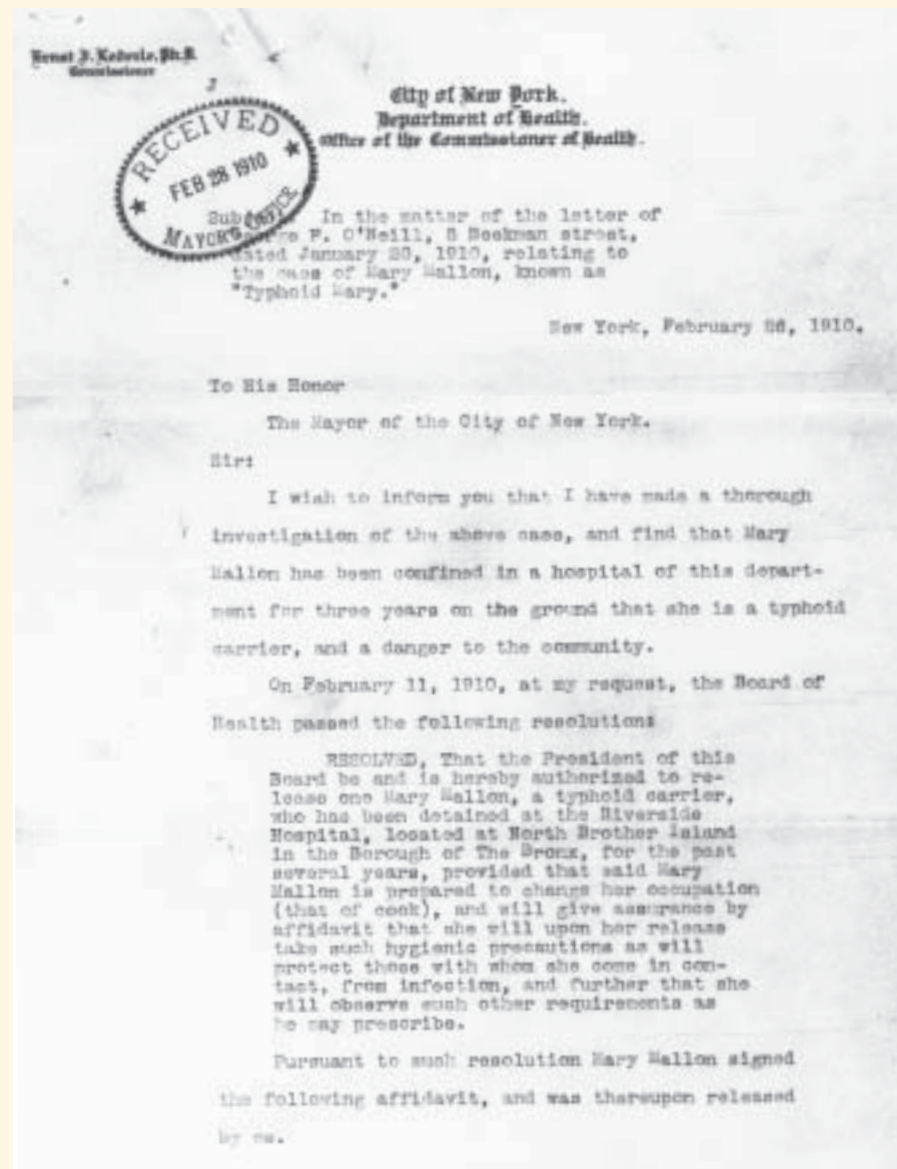 Ernst J. Lederle, Ph.D.
Commissioner
City of New York.
Department of Health.
Office of the Commissioner of Health.
RECEIVED
FEB 28 1910
MAYOR'S OFFICE
In the matter of the letter of
George F. O'Neill, 5 Beekman street,
dated January 1910, relating to
the case of Mary Mallon, known as
"Typhoid Mary."
New York, February 1910.
To His Honor
The Mayor of the City of New York.
Sir:
I wish to inform you that I have made a thorough
investigation of the above case, and find that Mary
Mallon has been confined in a hospital of this depart-
ment for three years on the ground that she is a typhoid
carrier, and a danger to the community.
On February 11, 1910, at my request, the Board of
Health passed the following resolution:
RESOLVED, That the President of this
Board be and is hereby authorized to re-
lease one Mary Mallon, a typhoid carrier,
who has been detained at the Riverside
Hospital, located at North Brother Island
in the Borough of The Bronx, for the past
several years, provided that said Mary
Mallon is prepared to change her occupation
(that of cook), and will give assurance by
affidavit that she will upon her release
take such hygienic precautions as will
protect those with whom she come in con-
tact, from infection, and further that she
will observe such other requirements as
he may prescribe.
Pursuant to such resolution Mary Mallon signed
the following affidavit, and was thereupon released
by me.